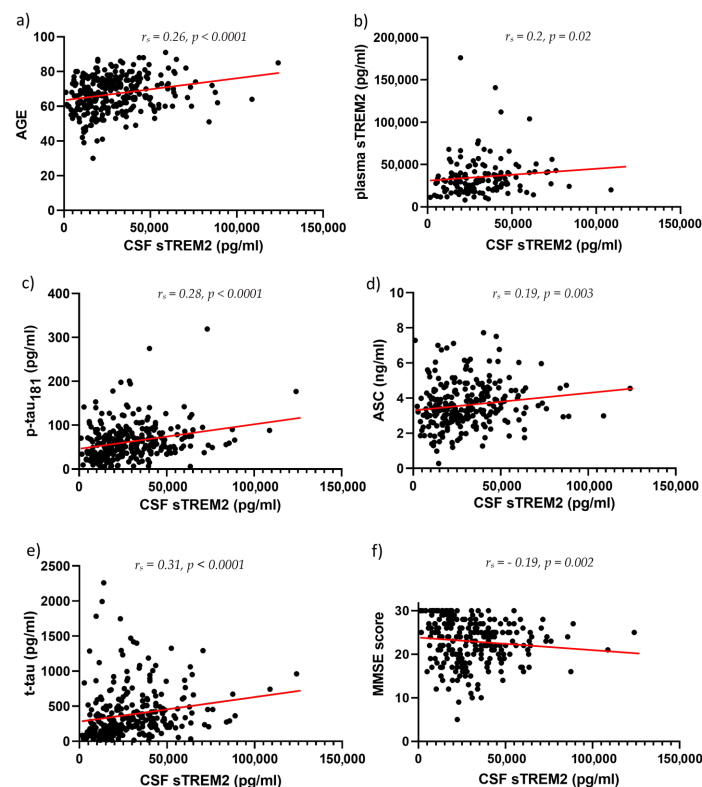 a)
rₛ = 0.26, p < 0.0001
100
80
60
40
20
0
AGE
0
50,000
100,000
150,000
CSF sTREM2 (pg/ml)
b)
rₛ = 0.2, p = 0.02
200,000
150,000
100,000
50,000
0
plasma sTREM2 (pg/ml)
0
50,000
100,000
150,000
CSF sTREM2 (pg/ml)
c)
rₛ = 0.28, p < 0.0001
400
300
200
100
0
p-tau181 (pg/ml)
0
50,000
100,000
150,000
CSF sTREM2 (pg/ml)
d)
rₛ = 0.19, p = 0.003
10
8
6
4
2
0
ASC (ng/ml)
0
50,000
100,000
150,000
CSF sTREM2 (pg/ml)
e)
rₛ = 0.31, p < 0.0001
2500
2000
1500
1000
500
0
t-tau (pg/ml)
0
50,000
100,000
150,000
CSF sTREM2 (pg/ml)
f)
rₛ = - 0.19, p = 0.002
30
20
10
0
MMSE score
0
50,000
100,000
150,000
CSF sTREM2 (pg/ml)